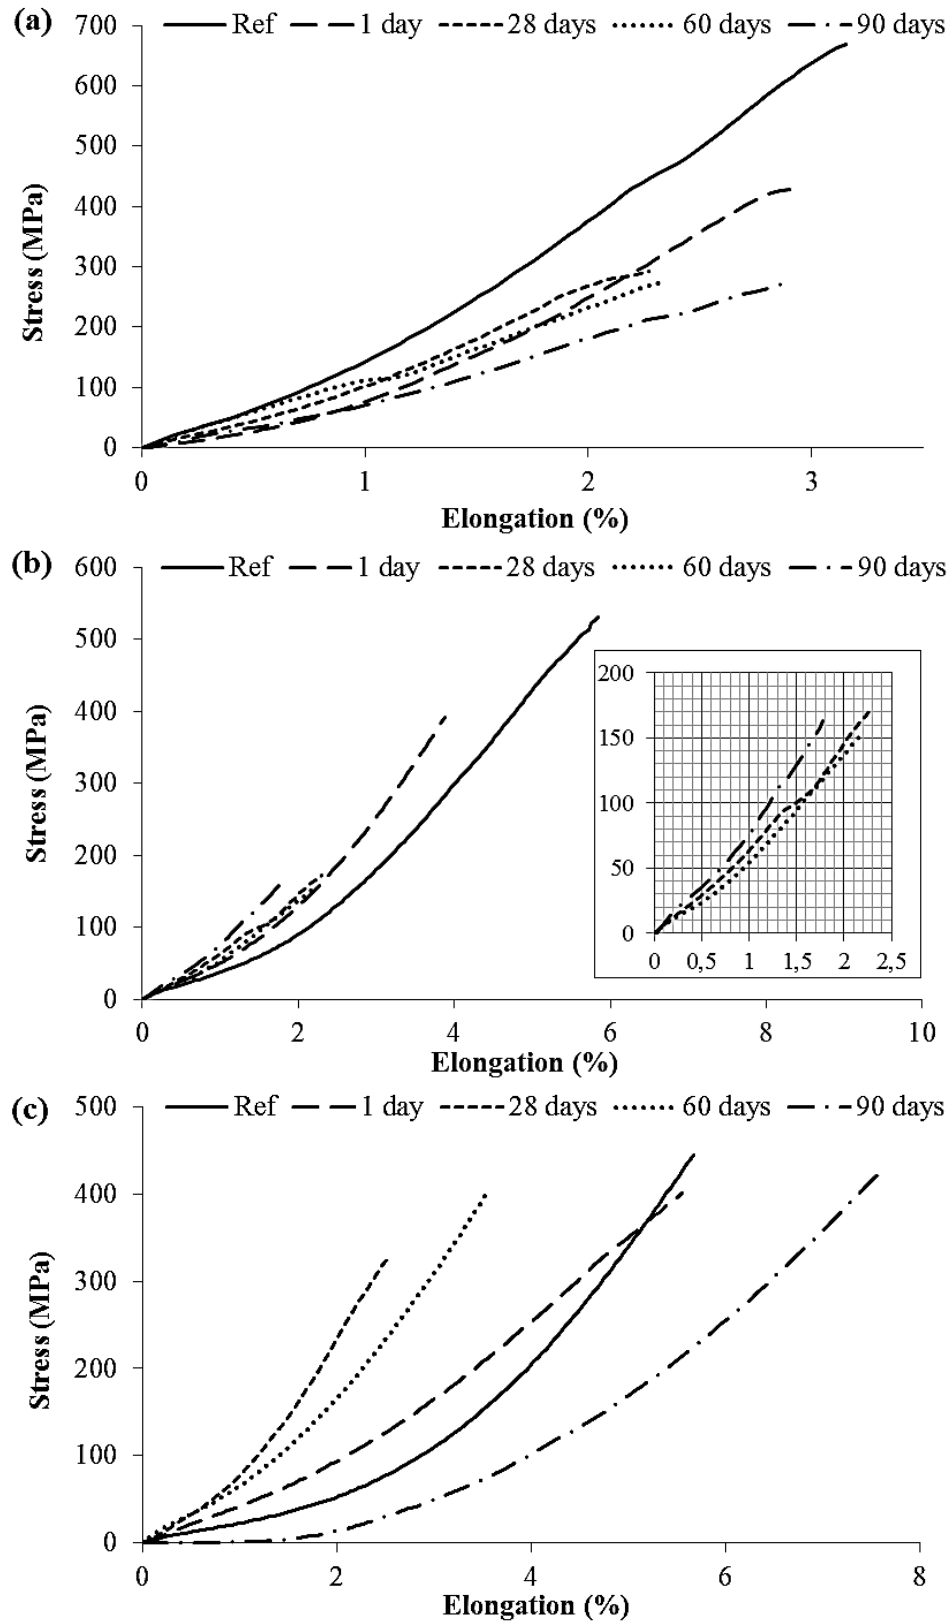 (a)
Ref 1 day 28 days 60 days 90 days
700
600
500
400
300
200
100
0
Stress (MPa)
0 1 2 3
Elongation (%)
(b)
Ref 1 day 28 days 60 days 90 days
600
500
400
300
200
100
0
Stress (MPa)
200
150
100
50
0
0 0,5 1 1,5 2 2,5
0 2 4 6 8 10
Elongation (%)
(c)
Ref 1 day 28 days 60 days 90 days
500
400
300
200
100
0
Stress (MPa)
0 2 4 6 8
Elongation (%)